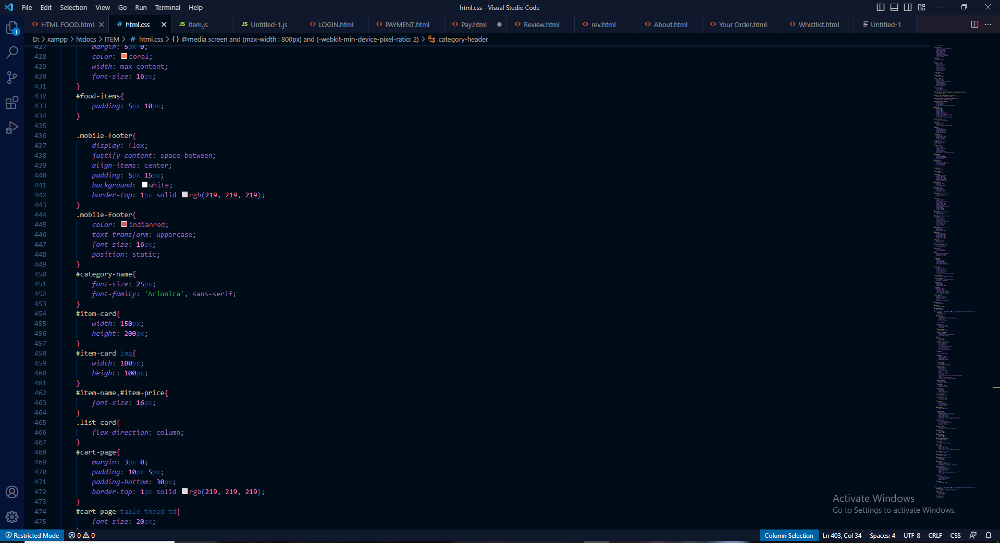 File Edit Selection View Go Run Terminal Help
html.css - Visual Studio Code
HTML FOOD.html # html.css JS Item.js JS Untitled-1.js <> LOGIN.html <> PAYMENT.html <> Pay.html <> Review.html <> rev.html <> About.html <> Your Order.html <> Whistlist.html Untitled-1
1
D: > xampp > htdocs > ITEM > # html.css > {} @media screen and (max-width : 800px) and (-webkit-min-device-pixel-ratio: 2) > .category-header
427 margin: 5px 0;
428 color: coral;
429 width: max-content;
430 font-size: 16px;
431 }
432 #food-items{
433 padding: 5px 10px;
434 }
435
436 .mobile-footer{
437 display: flex;
438 justify-content: space-between;
439 align-items: center;
440 padding: 5px 15px;
441 background: white;
442 border-top: 1px solid rgb(219, 219, 219);
443 }
444 .mobile-footer{
445 color: indianred;
446 text-transform: uppercase;
447 font-size: 16px;
448 position: static;
449 }
450 #category-name{
451 font-size: 25px;
452 font-family: 'Aclonica', sans-serif;
453 }
454 #item-card{
455 width: 150px;
456 height: 200px;
457 }
458 #item-card img{
459 width: 100px;
460 height: 100px;
461 }
462 #item-name,#item-price{
463 font-size: 16px;
464 }
465 .list-card{
466 flex-direction: column;
467 }
468 #cart-page{
469 margin: 3px 0;
470 padding: 10px 5px;
471 padding-bottom: 30px;
472 border-top: 1px solid rgb(219, 219, 219);
473 }
474 #cart-page table thead td{
475 font-size: 20px;
Activate Windows
Go to Settings to activate Windows.
Restricted Mode 0 0 Column Selection Ln 403, Col 34 Spaces: 4 UTF-8 CRLF CSS